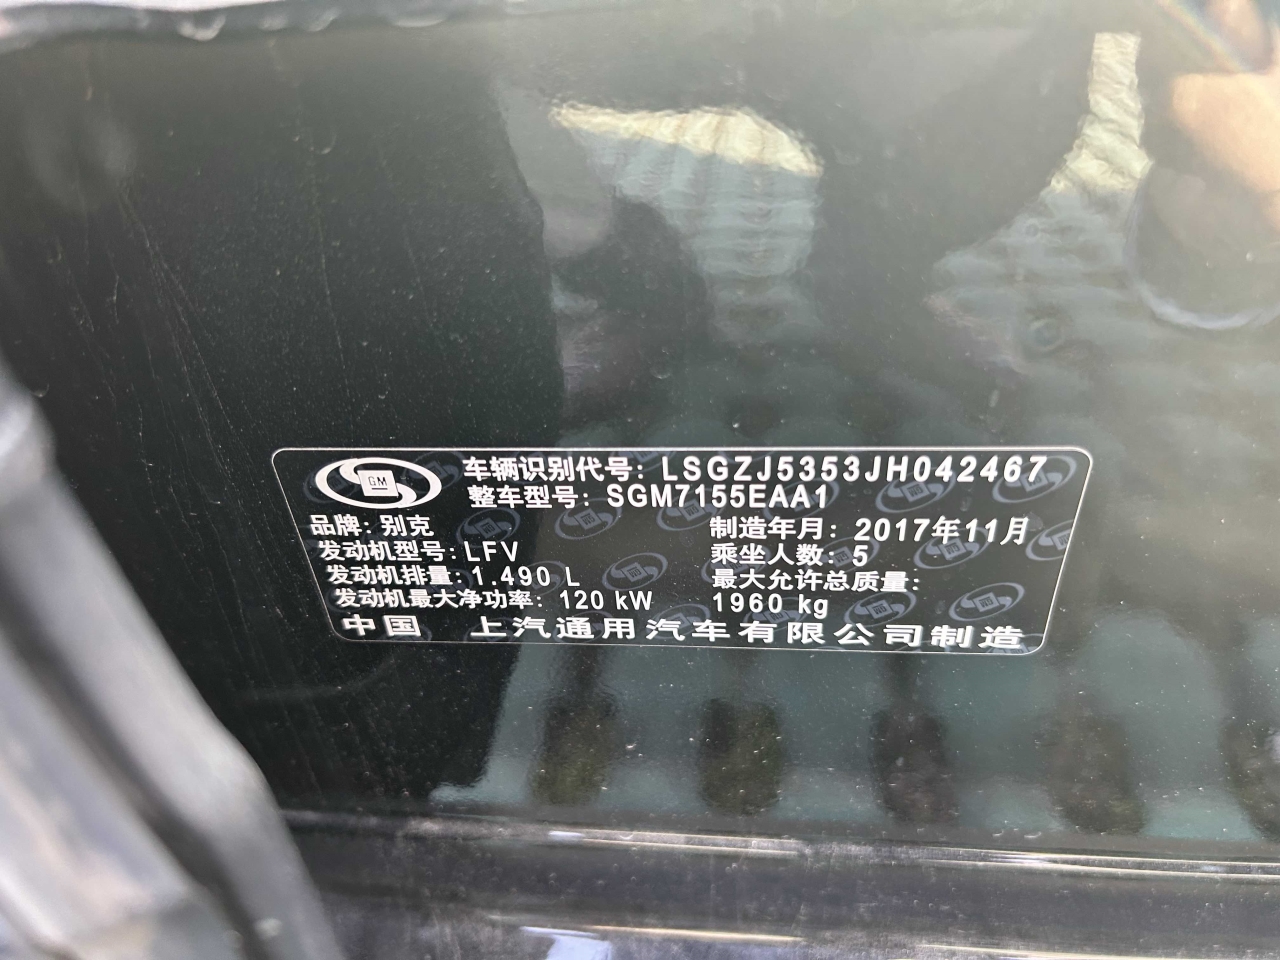 GM
车辆识别代号: LSGZJ5353JH042467
整车型号: SGM7155EAA1
品牌: 别克
制造年月: 2017年11月
发动机型号: LFV
乘坐人数: 5
发动机排量: 1.490 L
最大允许总质量:
发动机最大净功率: 120 kW
1960 kg
中国 上汽通用汽车有限公司制造